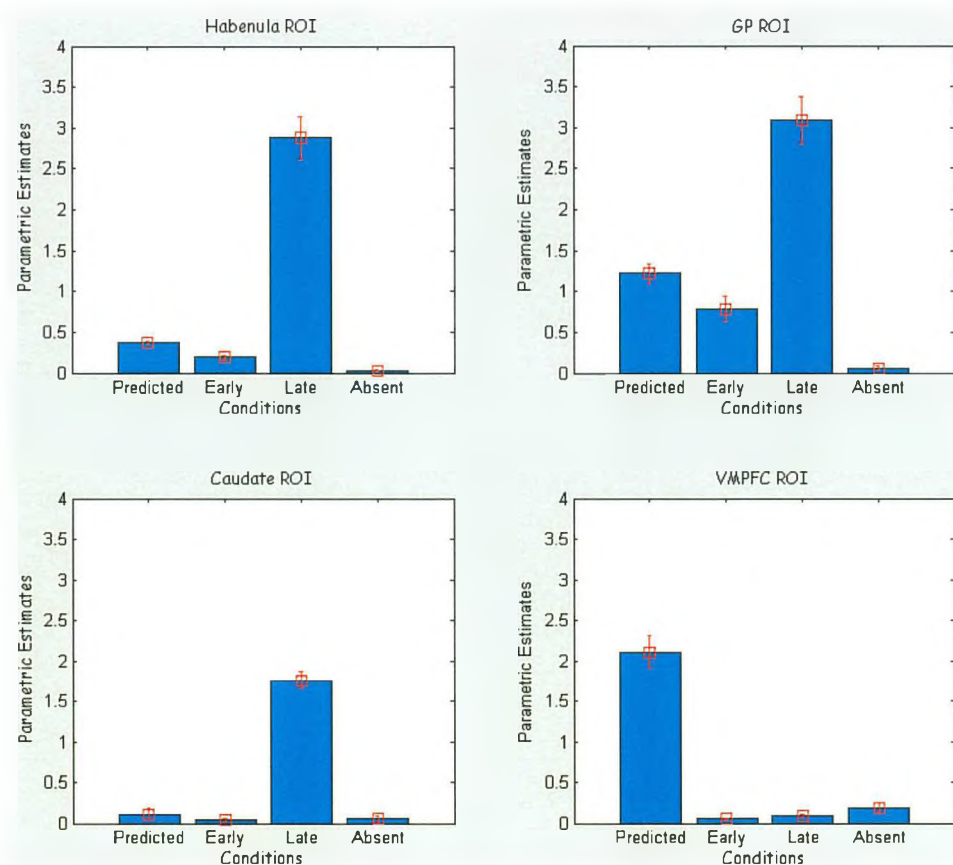 Habenula ROI
4
3.5
3
2.5
2
1.5
1
0.5
0
Parametric Estimates
Predicted Early Late Absent
Conditions
GP ROI
4
3.5
3
2.5
2
1.5
1
0.5
0
Parametric Estimates
Predicted Early Late Absent
Conditions
Caudate ROI
4
3.5
3
2.5
2
1.5
1
0.5
0
Parametric Estimates
Predicted Early Late Absent
Conditions
VMPFC ROI
4
3.5
3
2.5
2
1.5
1
0.5
0
Parametric Estimates
Predicted Early Late Absent
Conditions